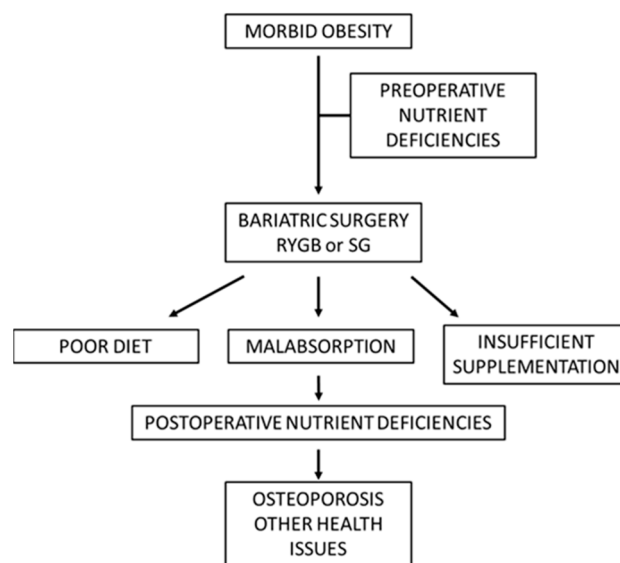 MORBID OBESITY
PREOPERATIVE
NUTRIENT
DEFICIENCIES
BARIATRIC SURGERY
RYGB or SG
POOR DIET
MALABSORPTION
INSUFFICIENT
SUPPLEMENTATION
POSTOPERATIVE NUTRIENT DEFICIENCIES
OSTEOPOROSIS
OTHER HEALTH
ISSUES